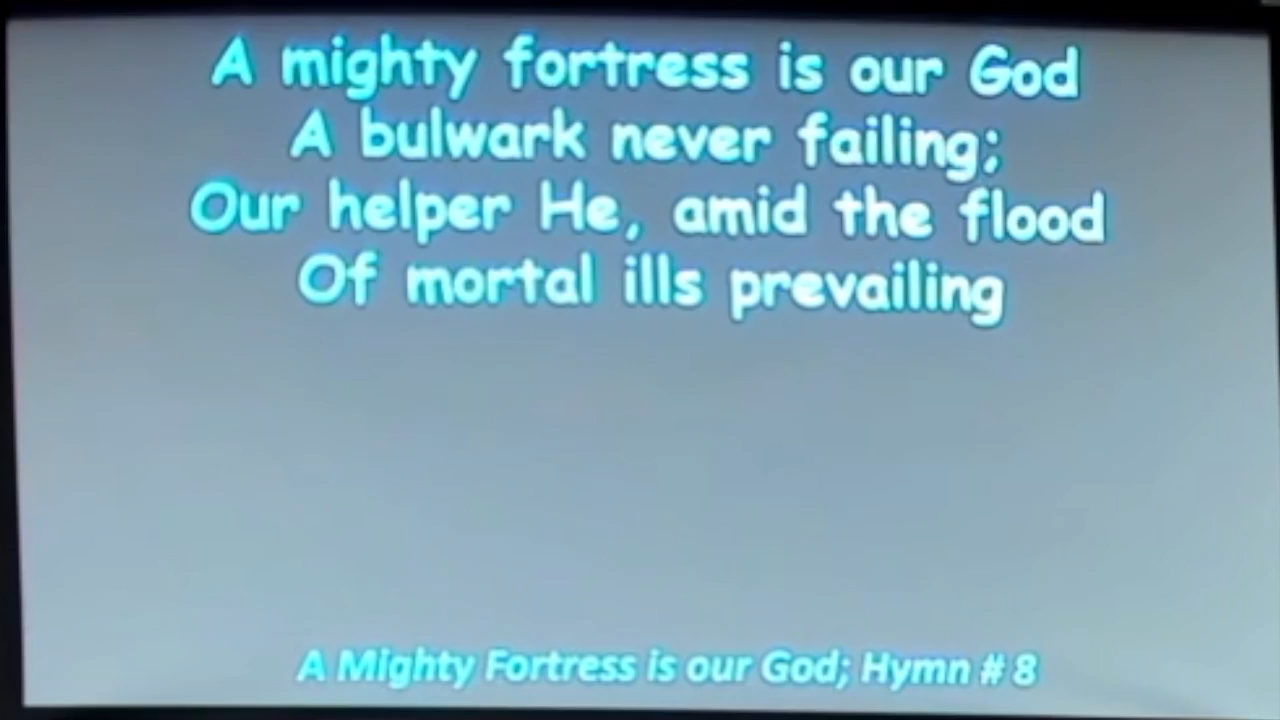 A mighty fortress is our God
A bulwark never failing;
Our helper He, amid the flood
Of mortal ills prevailing
A Mighty Fortress is our God; Hymn # 8